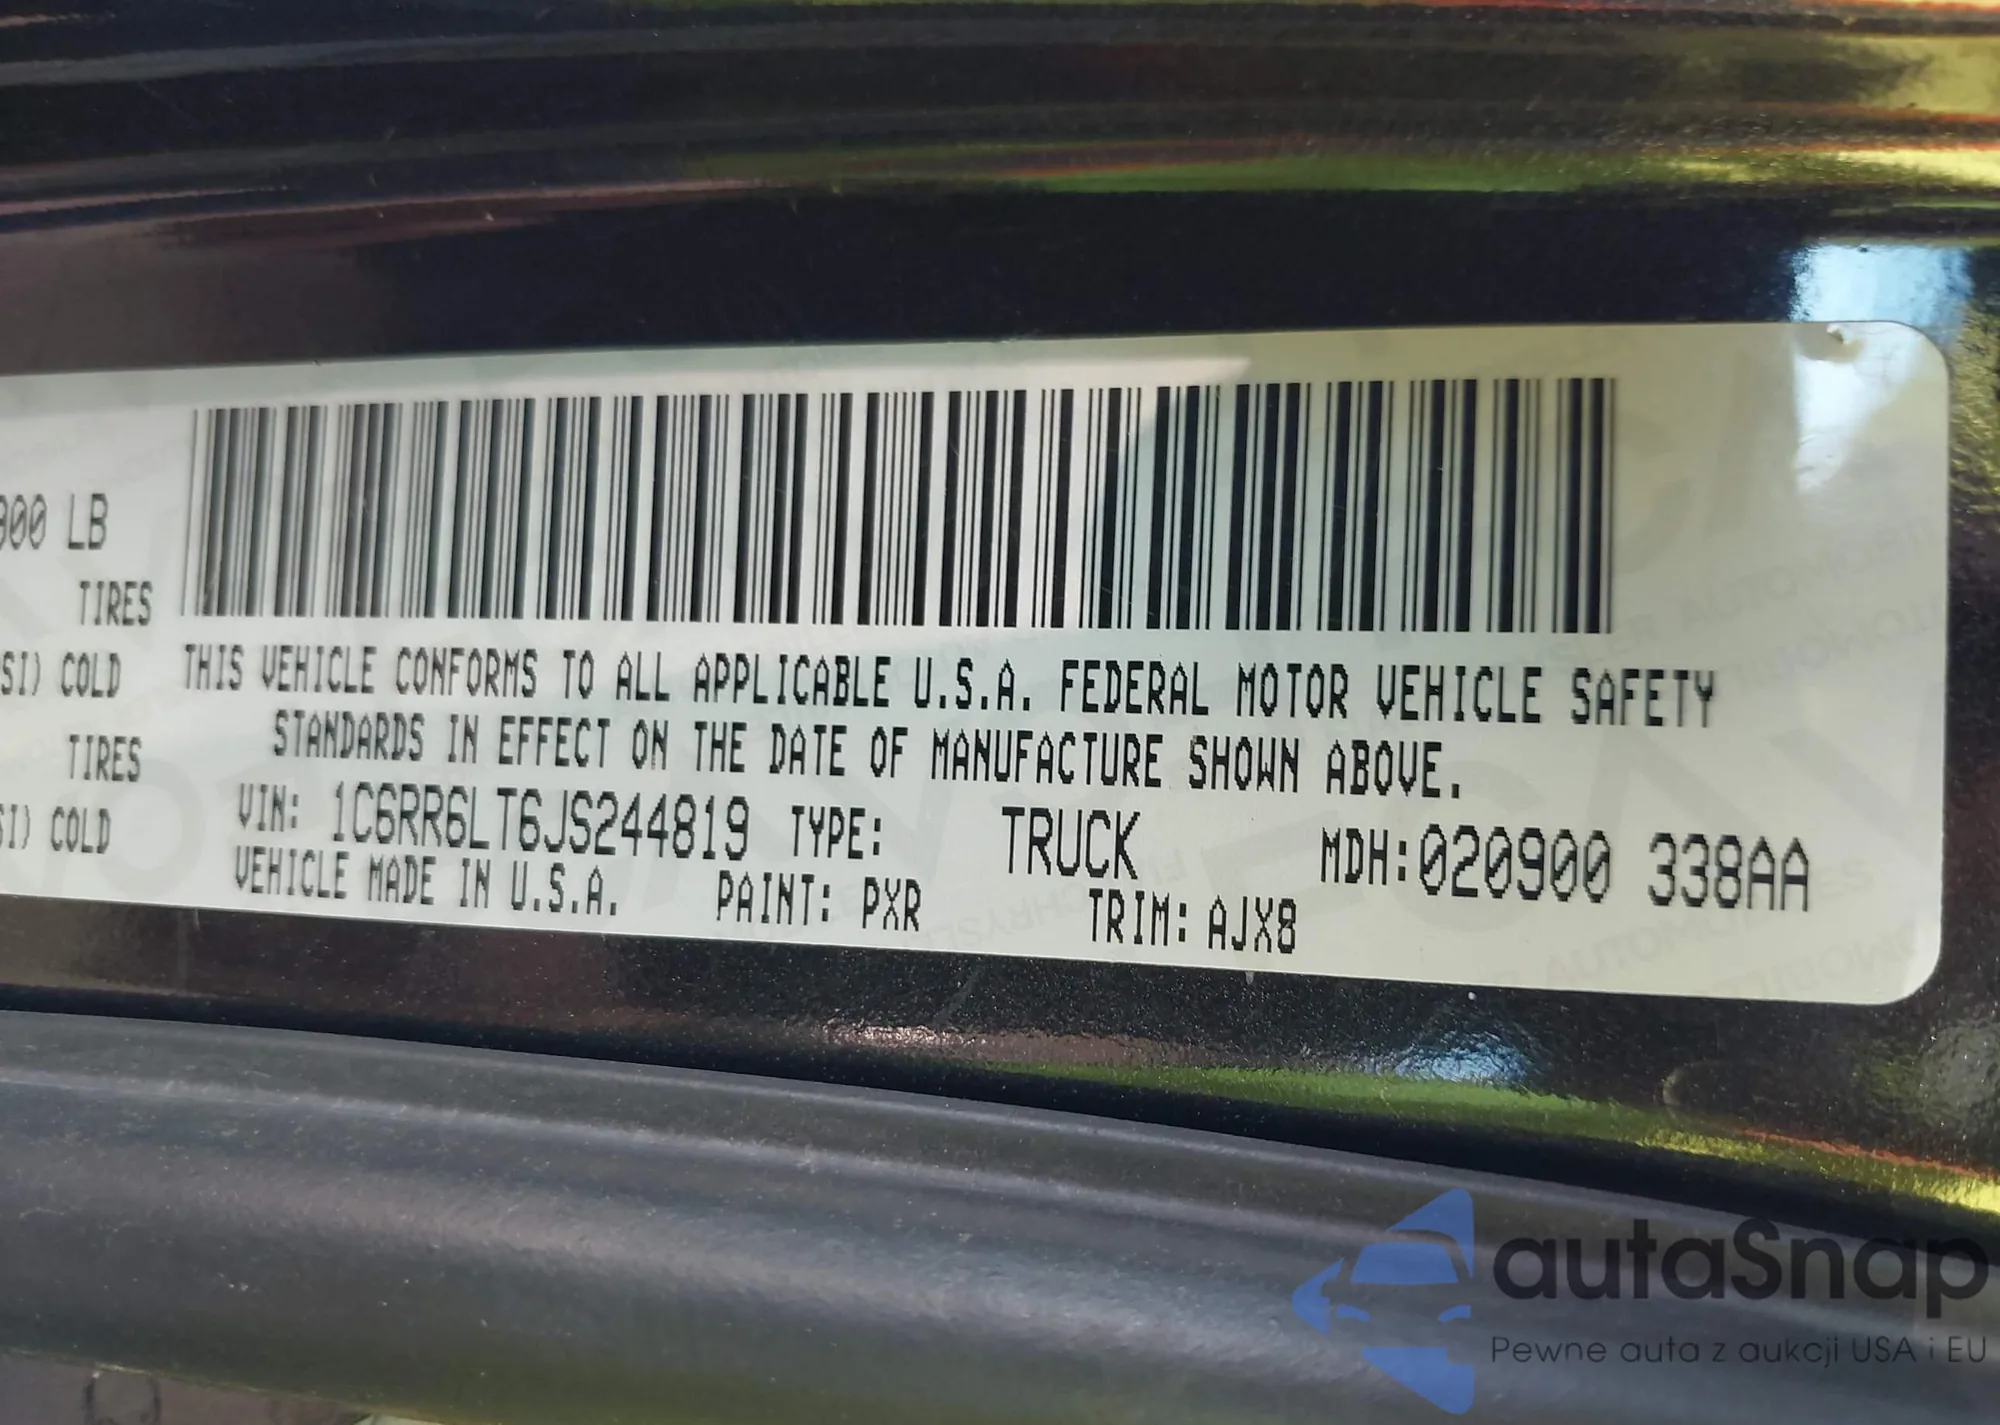 00 LB
TIRES
SI) COLD
TIRES
SI) COLD
THIS VEHICLE CONFORMS TO ALL APPLICABLE U.S.A. FEDERAL MOTOR VEHICLE SAFETY
STANDARDS IN EFFECT ON THE DATE OF MANUFACTURE SHOWN ABOVE.
VIN: 1C6RR6LT6JS244819 TYPE: TRUCK MDH:020900 338AA
VEHICLE MADE IN U.S.A. PAINT: PXR TRIM: AJX8
autaSnap
Pewne auta z aukcji USA i EU